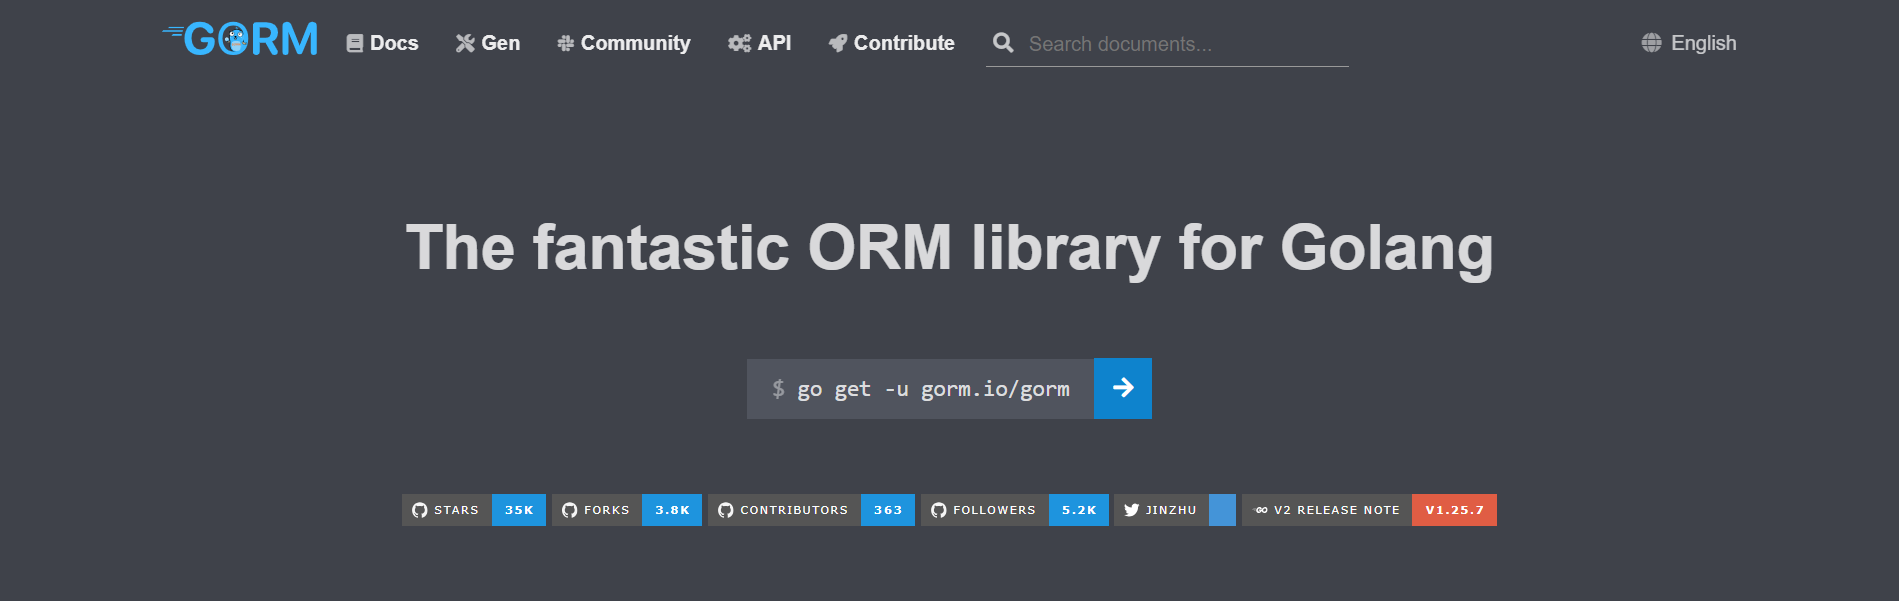 GORM Docs Gen Community API Contribute Search documents... English
The fantastic ORM library for Golang
$ go get -u gorm.io/gorm
STARS 35K FORKS 3.8K CONTRIBUTORS 363 FOLLOWERS 5.2K JINZHU GO V2 RELEASE NOTE V1.25.7